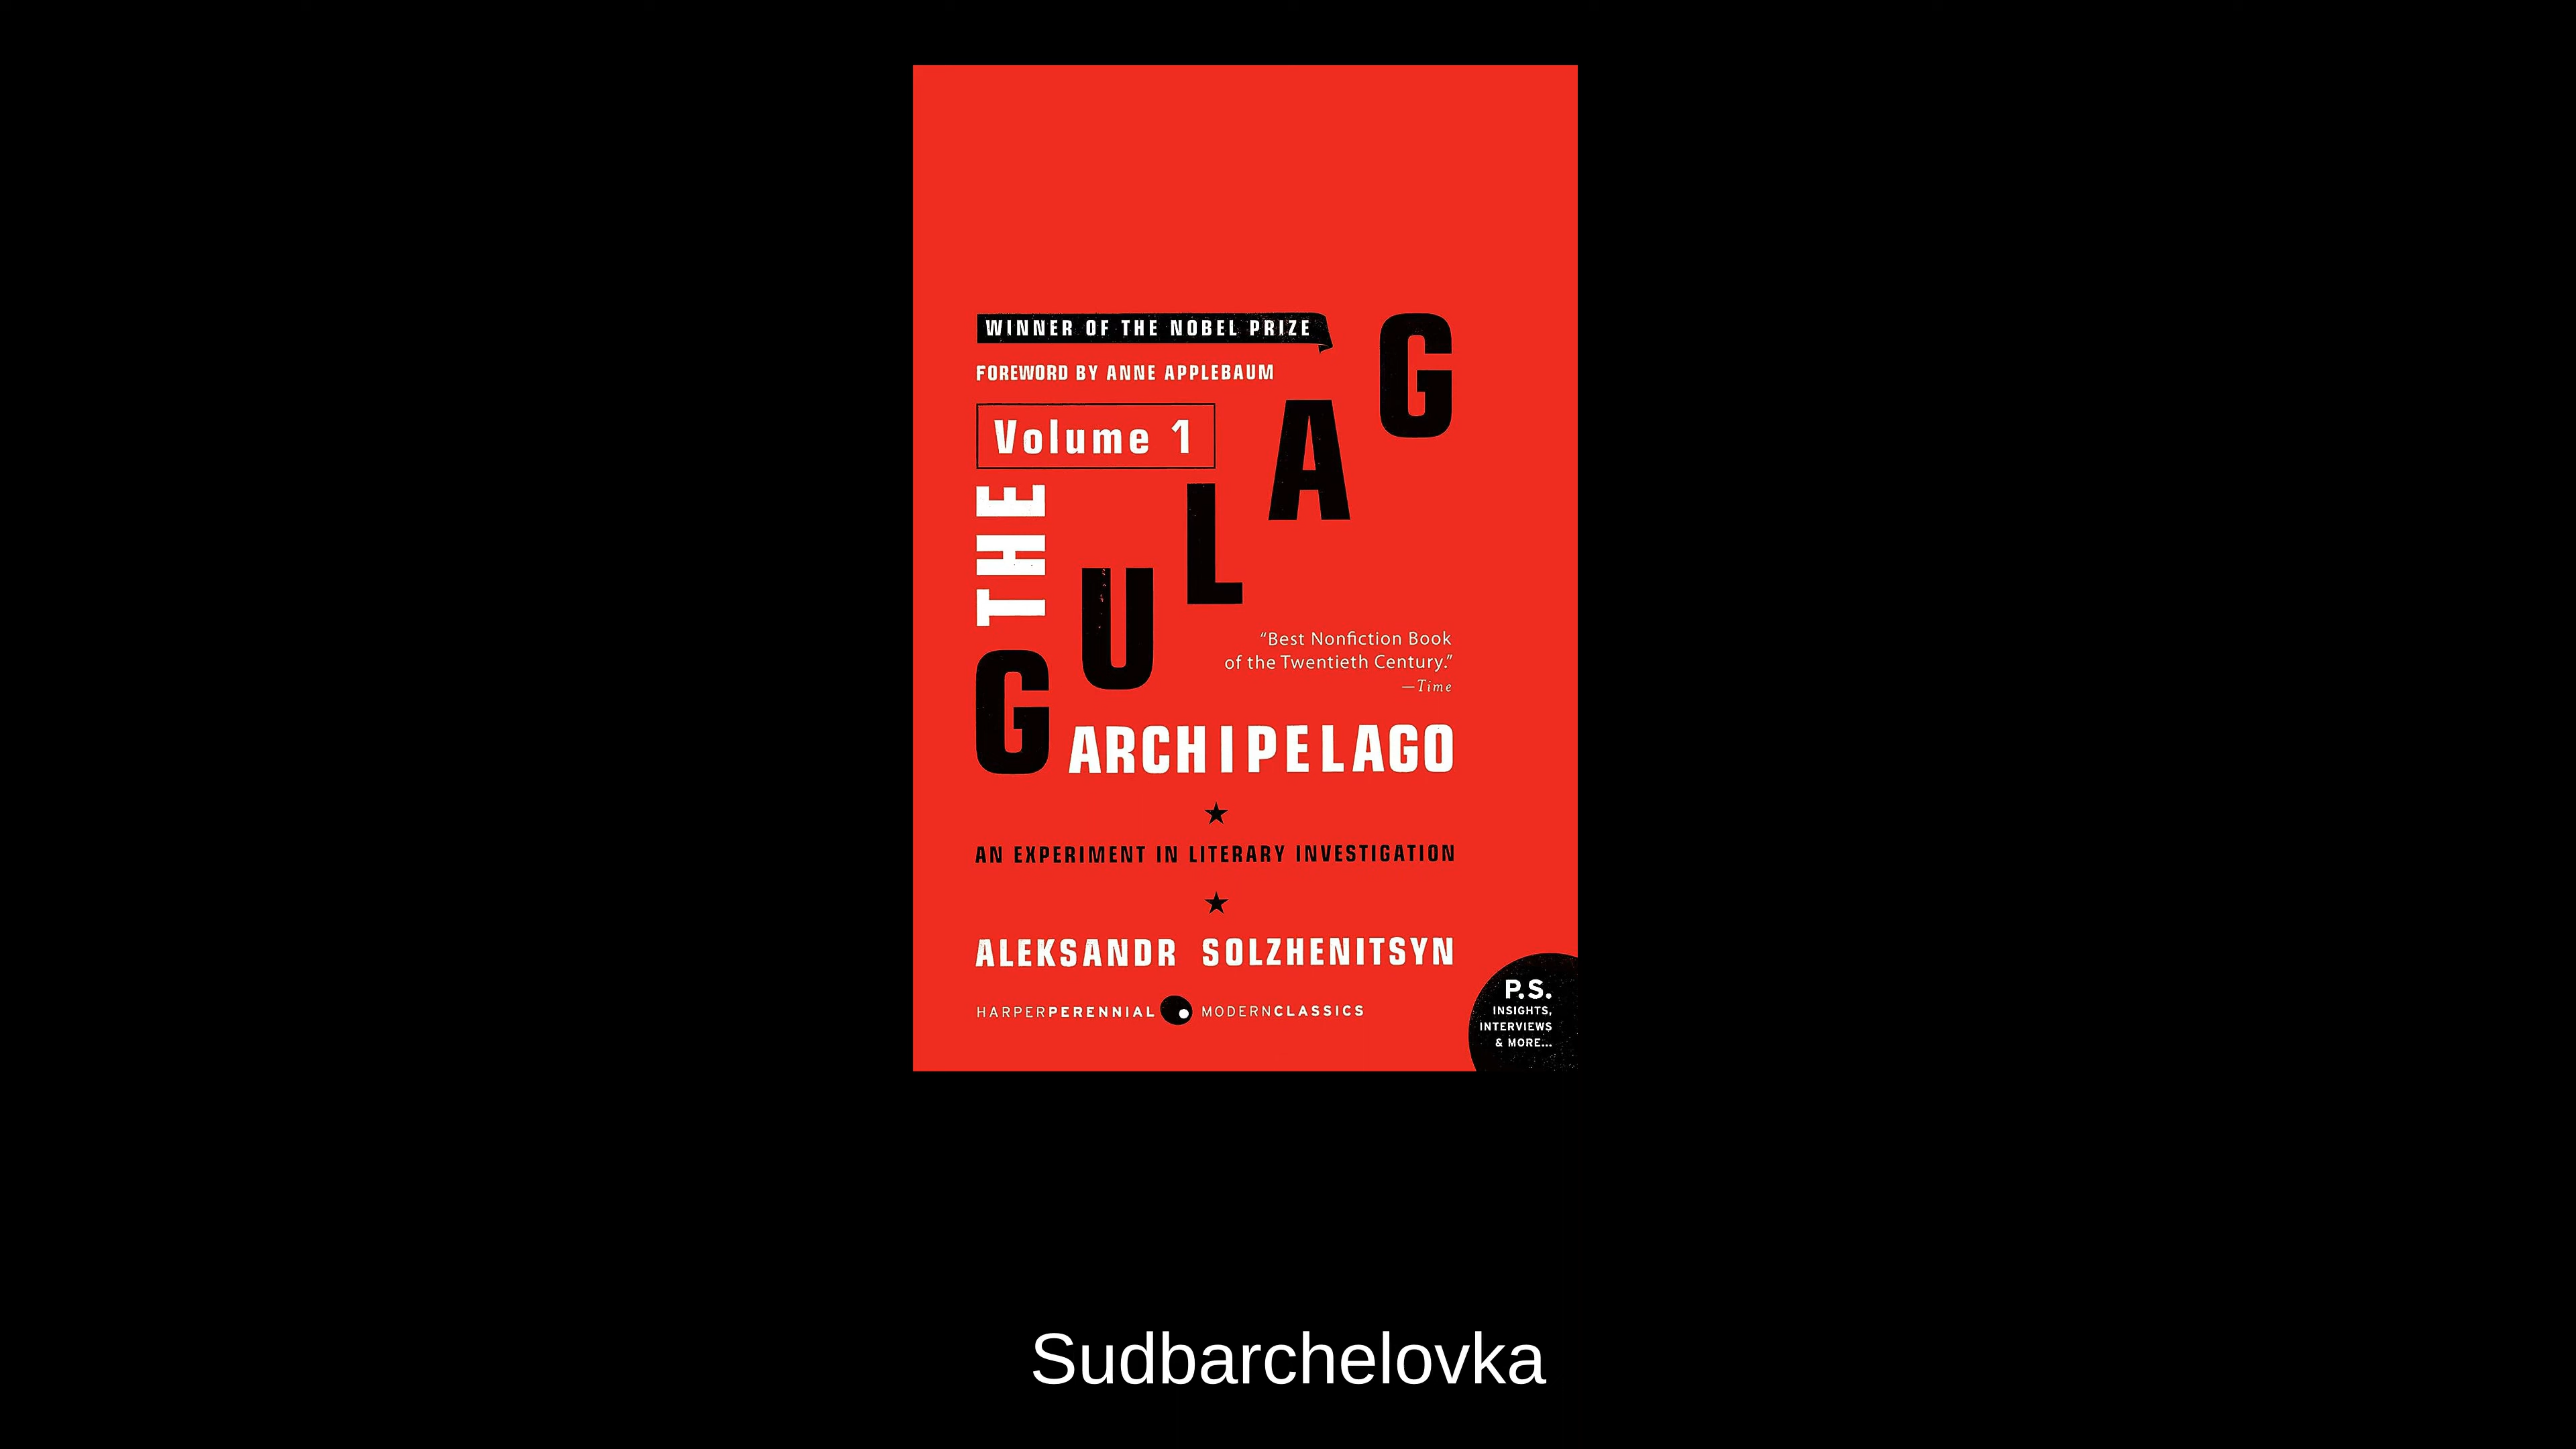 WINNER OF THE NOBEL PRIZE
FOREWORD BY ANNE APPLEBAUM
Volume 1
THE
GULAG
ARCHIPELAGO
"Best Nonfiction Book
of the Twentieth Century."
—Time
AN EXPERIMENT IN LITERARY INVESTIGATION
ALEKSANDR SOLZHENITSYN
HARPERPERENNIAL MODERNCLASSICS
P.S.
INSIGHTS,
INTERVIEWS
& MORE...
Sudbarchelovka